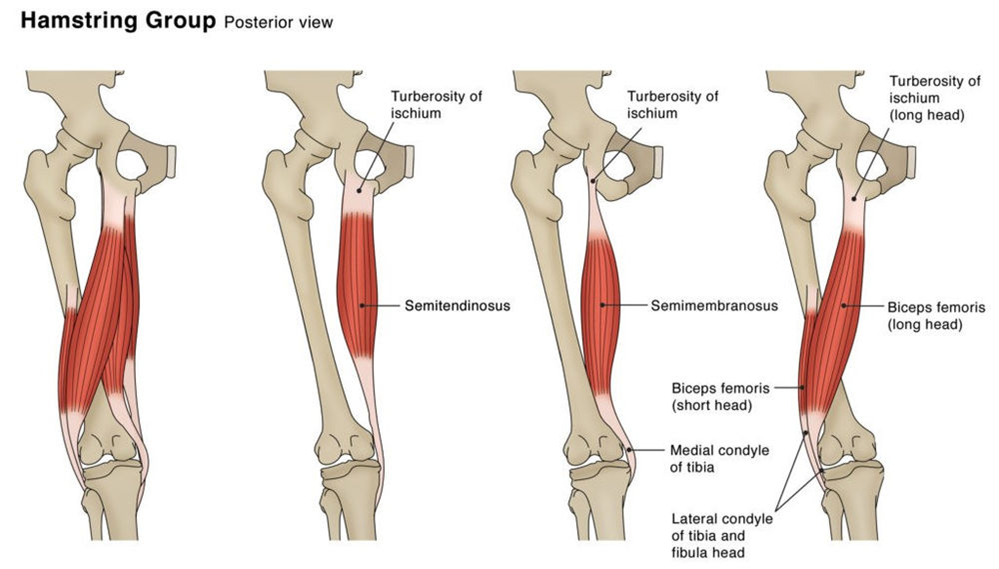 Hamstring Group Posterior view
Turberosity of
ischium
Semitendinosus
Turberosity of
ischium
Semimembranosus
Medial condyle
of tibia
Turberosity of
ischium
(long head)
Biceps femoris
(long head)
Biceps femoris
(short head)
Lateral condyle
of tibia and
fibula head